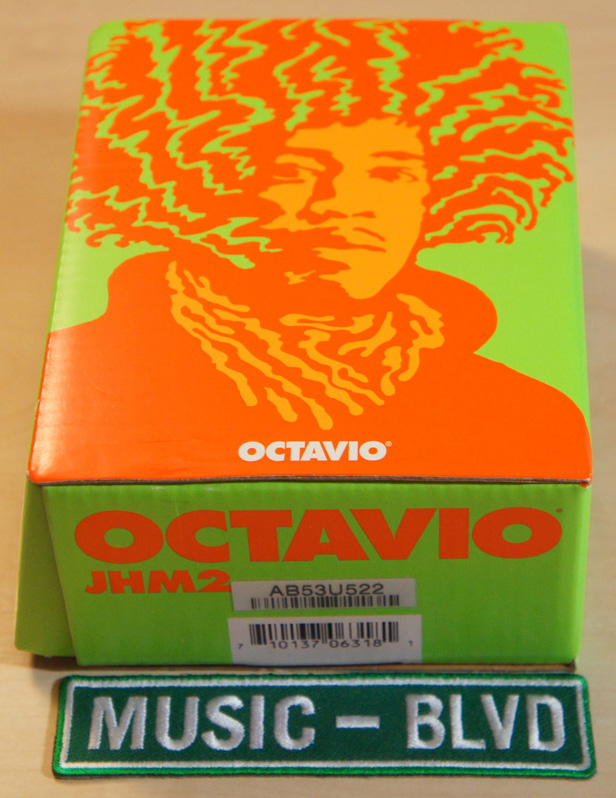 OCTAVIO®
OCTAVIO®
JHM2
AB53U522
7 10137 06318 1
MUSIC - BLVD